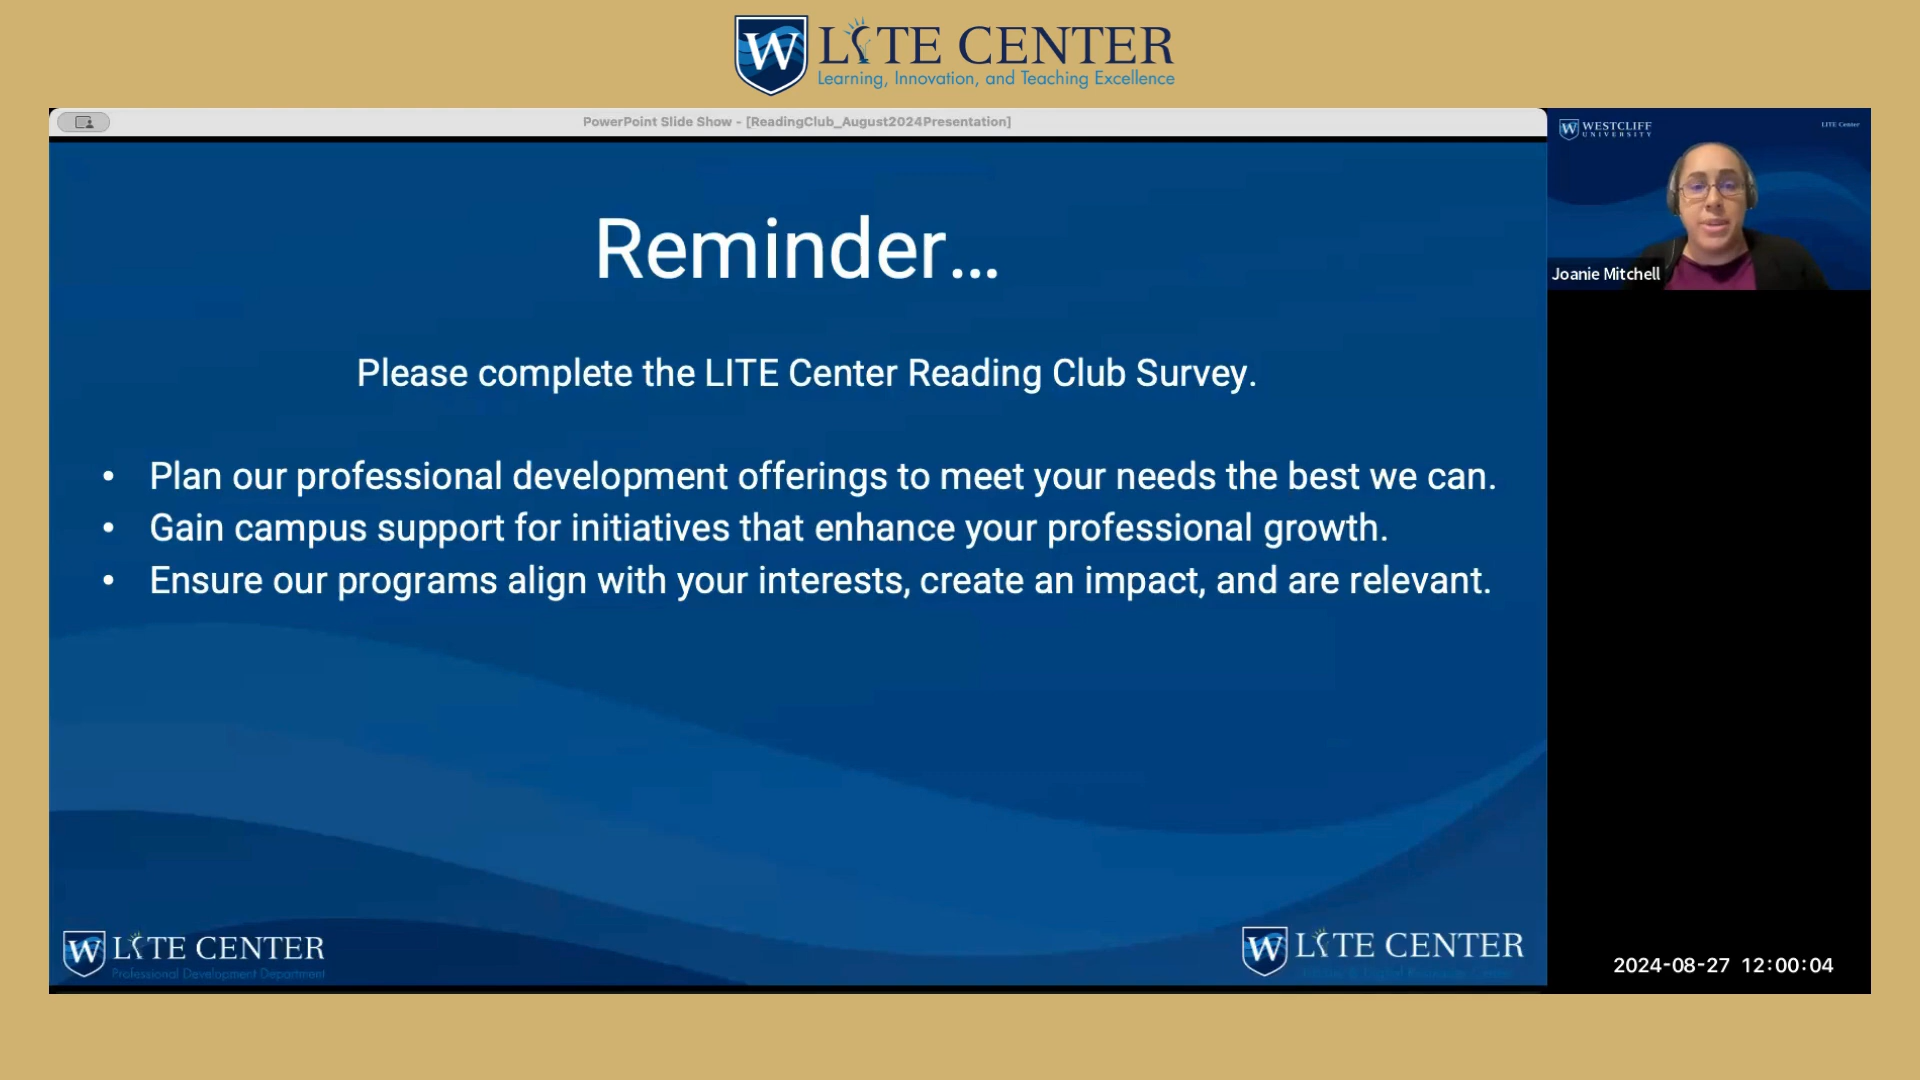 W LITE CENTER
Learning, Innovation, and Teaching Excellence
PowerPoint Slide Show - [ReadingClub_August2024Presentation]
W WESTCLIFF
UNIVERSITY
LITE Center
Joanie Mitchell
Reminder...
Please complete the LITE Center Reading Club Survey.
• Plan our professional development offerings to meet your needs the best we can.
• Gain campus support for initiatives that enhance your professional growth.
• Ensure our programs align with your interests, create an impact, and are relevant.
W LITE CENTER
Professional Development Department
W LITE CENTER
2024-08-27 12:00:04